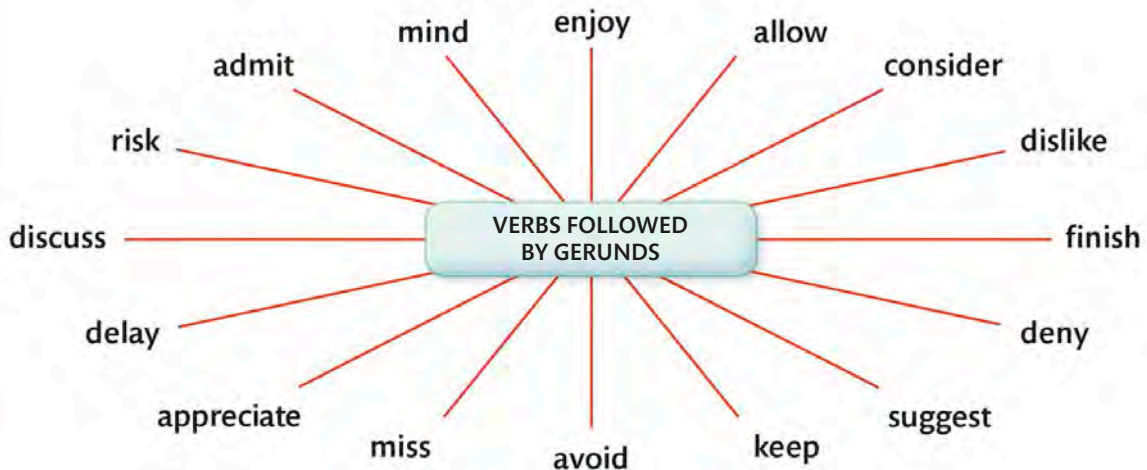 enjoy
mind
allow
admit
consider
risk
dislike
VERBS FOLLOWED
BY GERUNDS
discuss
finish
delay
deny
appreciate
suggest
miss
keep
avoid